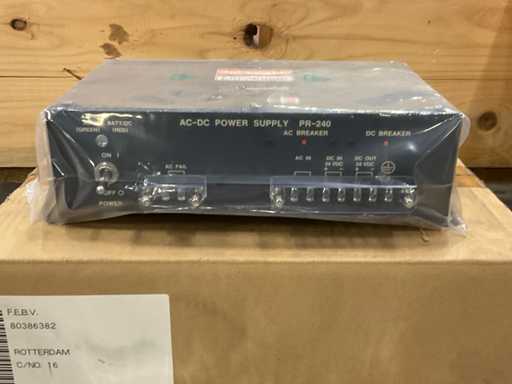 BATT/DC
(GREEN) (RED)
AC-DC POWER SUPPLY PR-240
AC BREAKER DC BREAKER
ON I
AC FAIL
AC IN DC IN DC OUT
24 VDC 24 VDC
OFF O
POWER
F.E.B.V.
80386382
ROTTERDAM
C/NO: 16